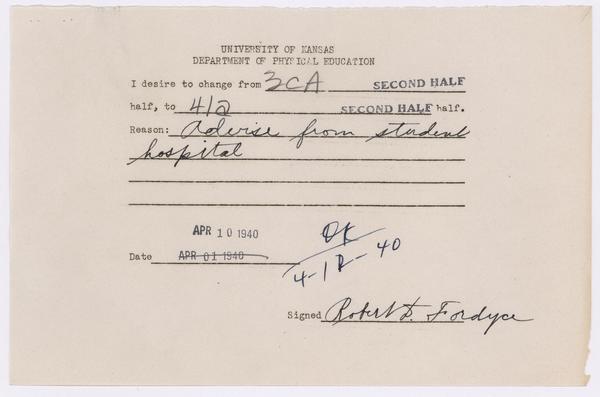 UNIVERSITY OF KANSAS
DEPARTMENT OF PHYSICAL EDUCATION
I desire to change from 3CA SECOND HALF
half, to 41a SECOND HALF half.
Reason: Advise from student
hospital
APR 10 1940
OK
Date APR 01 1940
4-12-40
Signed Robert D. Fordyce